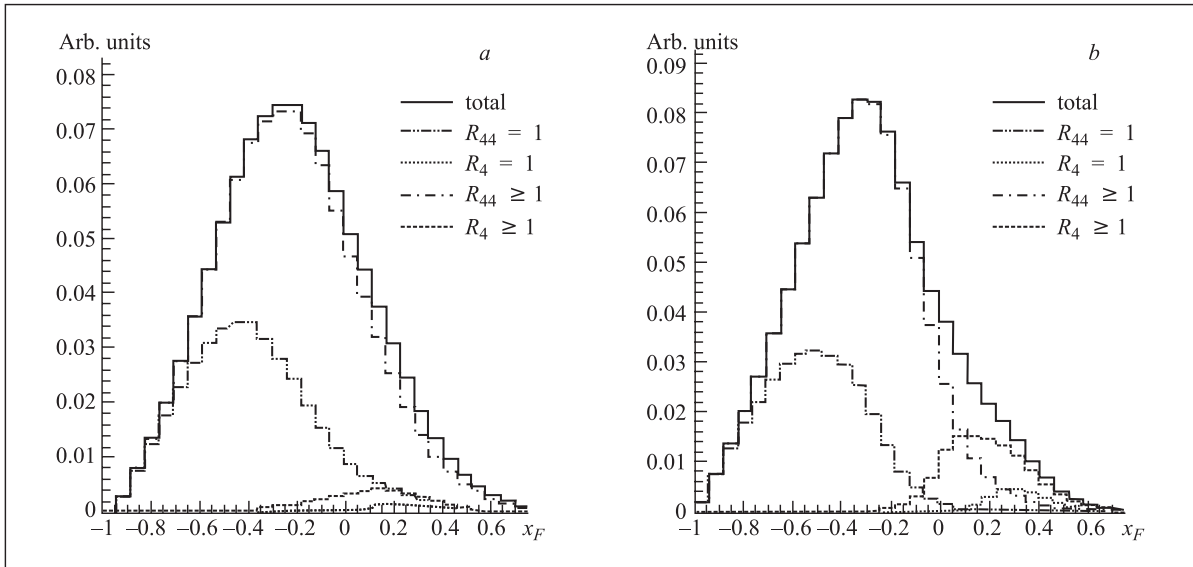 Arb. units
a
0.08
0.07
0.06
0.05
0.04
0.03
0.02
0.01
0
total
R44 = 1
R4 = 1
R44 ≥ 1
R4 ≥ 1
−1 −0.8 −0.6 −0.4 −0.2 0 0.2 0.4 0.6 xF
Arb. units
b
0.09
0.08
0.07
0.06
0.05
0.04
0.03
0.02
0.01
0
total
R44 = 1
R4 = 1
R44 ≥ 1
R4 ≥ 1
−1 −0.8 −0.6 −0.4 −0.2 0 0.2 0.4 0.6 xF